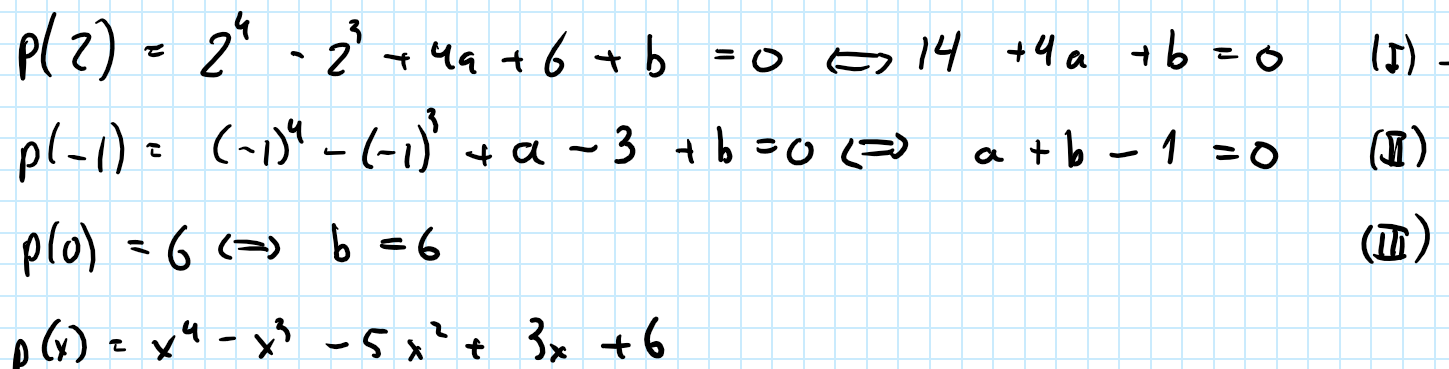 p(2) = 2⁴ - 2³ + 4a + 6 + b = 0 ⟺ 14 + 4a + b = 0 (I) -
p(-1) = (-1)⁴ - (-1)³ + a - 3 + b = 0 ⟺ a + b - 1 = 0 (II)
p(0) = 6 ⟺ b = 6 (III)
p(x) = x⁴ - x³ - 5x² + 3x + 6